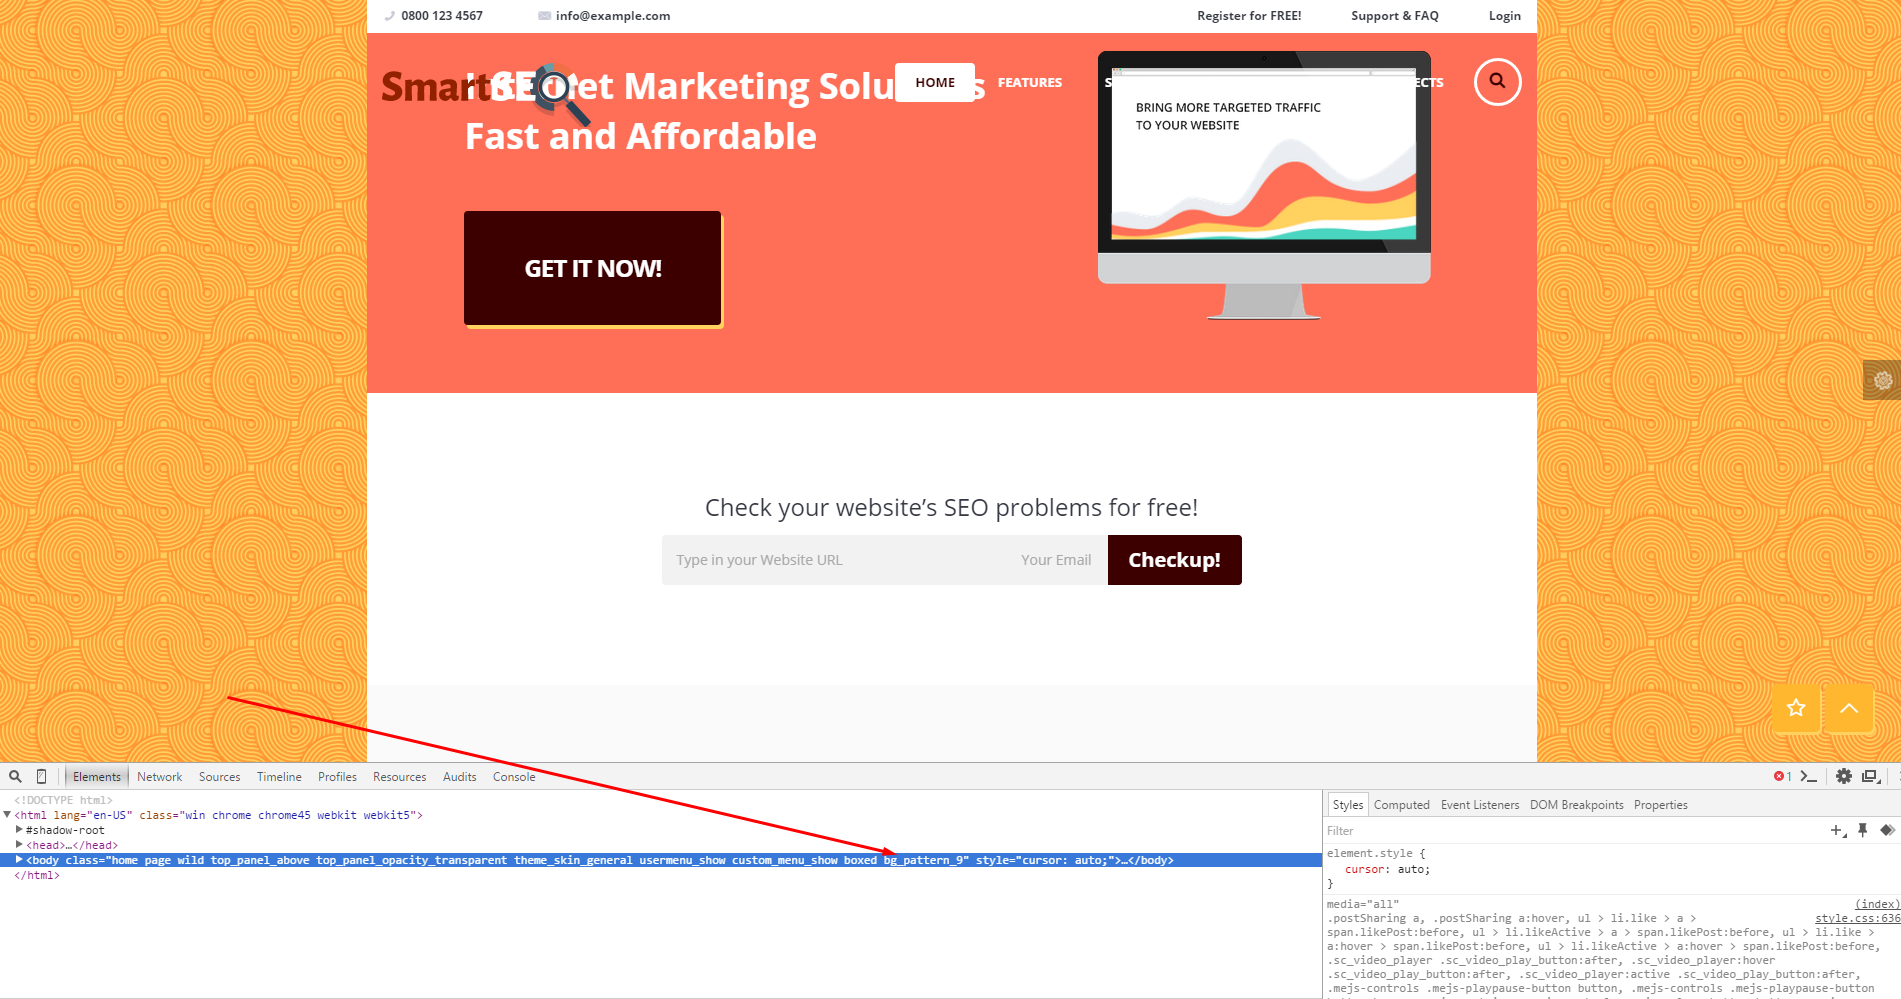 0800 123 4567 info@example.com Register for FREE! Support & FAQ Login
SmartSEO HOME FEATURES
Internet Marketing Solutions
Fast and Affordable
BRING MORE TARGETED TRAFFIC
TO YOUR WEBSITE
GET IT NOW!
Check your website’s SEO problems for free!
Type in your Website URL Your Email Checkup!
Elements Network Sources Timeline Profiles Resources Audits Console 1
<!DOCTYPE html>
<html lang="en-US" class="win chrome chrome45 webkit webkit5">
#shadow-root
<head>…</head>
<body class="home page wild top_panel_above top_panel_opacity_transparent theme_skin_general usermenu_show custom_menu_show boxed bg_pattern_9" style="cursor: auto;">…</body>
</html>
Styles Computed Event Listeners DOM Breakpoints Properties
Filter
element.style {
cursor: auto;
}
media="all" (index)
.postSharing a, .postSharing a:hover, ul > li.like > a > style.css:636
span.likePost:before, ul > li.likeActive > a > span.likePost:before, ul > li.like >
a:hover > span.likePost:before, ul > li.likeActive > a:hover > span.likePost:before,
.sc_video_player .sc_video_play_button:after, .sc_video_player:hover
.sc_video_play_button:after, .sc_video_player:active .sc_video_play_button:after,
.mejs-controls .mejs-playpause-button button, .mejs-controls .mejs-playpause-button